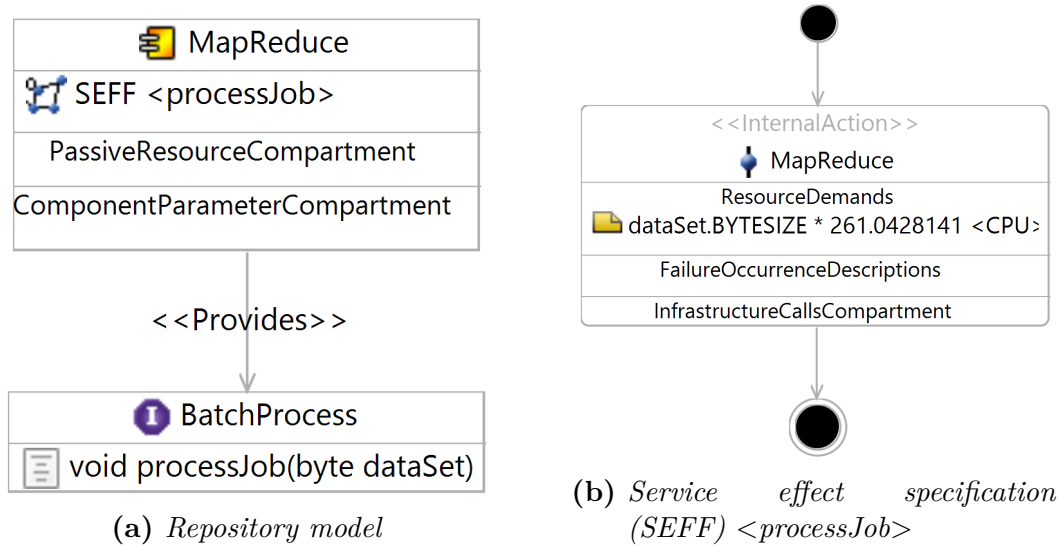 MapReduce
SEFF <processJob>
PassiveResourceCompartment
ComponentParameterCompartment
<<Provides>>
I BatchProcess
void processJob(byte dataSet)
(a) Repository model
<<InternalAction>>
MapReduce
ResourceDemands
dataSet.BYTESIZE * 261.0428141 <CPU>
FailureOccurrenceDescriptions
InfrastructureCallsCompartment
(b) Service effect specification
(SEFF) <processJob>